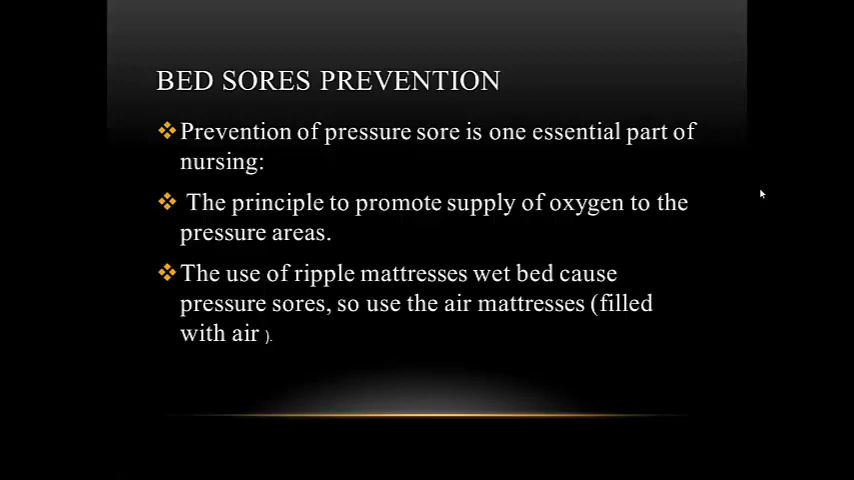 BED SORES PREVENTION
❖Prevention of pressure sore is one essential part of
nursing:
❖ The principle to promote supply of oxygen to the
pressure areas.
❖The use of ripple mattresses wet bed cause
pressure sores, so use the air mattresses (filled
with air ).